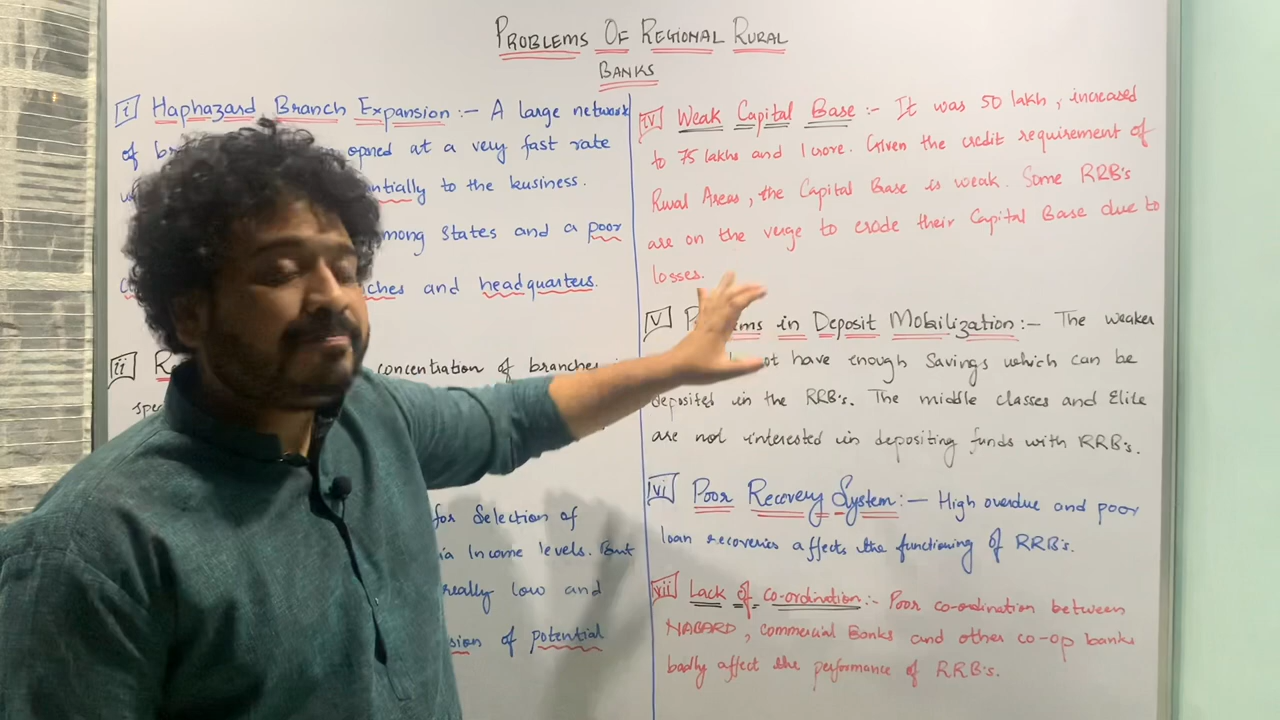 PROBLEMS OF REGIONAL RURAL
BANKS
i Haphazard Branch Expansion :- A large network
of opened at a very fast rate
entially to the business.
among states and a poor
and headquarters.
ii concentration of branches
for Selection of
Income levels. But
really low and
of potential
iv Weak Capital Base :- It was 50 lakh, increased
to 75 lakhs and 1 crore. Given the credit requirement of
Rural Areas, the Capital Base is weak. Some RRB's
are on the verge to erode their Capital Base due to
losses.
v in Deposit Mobilization :- The weaker
not have enough Savings which can be
deposited in the RRB's. The middle classes and Elite
are not interested in depositing funds with RRB's.
vi Poor Recovery System :- High overdue and poor
loan recoveries affects the functioning of RRB's.
vii Lack of co-ordination :- Poor co-ordination between
NABARD, commercial Banks and other co-op banks
badly affect the performance of RRB's.